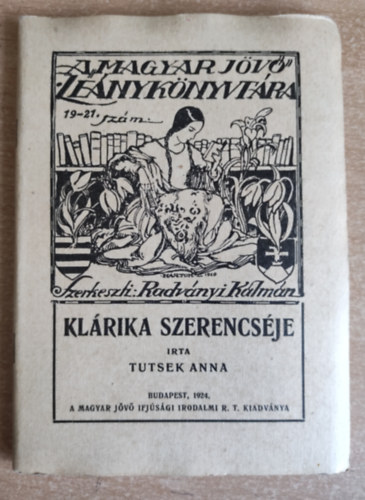 "A MAGYAR JÖVŐ"
LEÁNYKÖNYVTÁRA
19-21. szám.
Szerkeszti: Radványi Kálmán
KLÁRIKA SZERENCSÉJE
IRTA
TUTSEK ANNA
BUDAPEST, 1924.
A MAGYAR JÖVŐ IFJÚSÁGI IRODALMI R. T. KIADVÁNYA